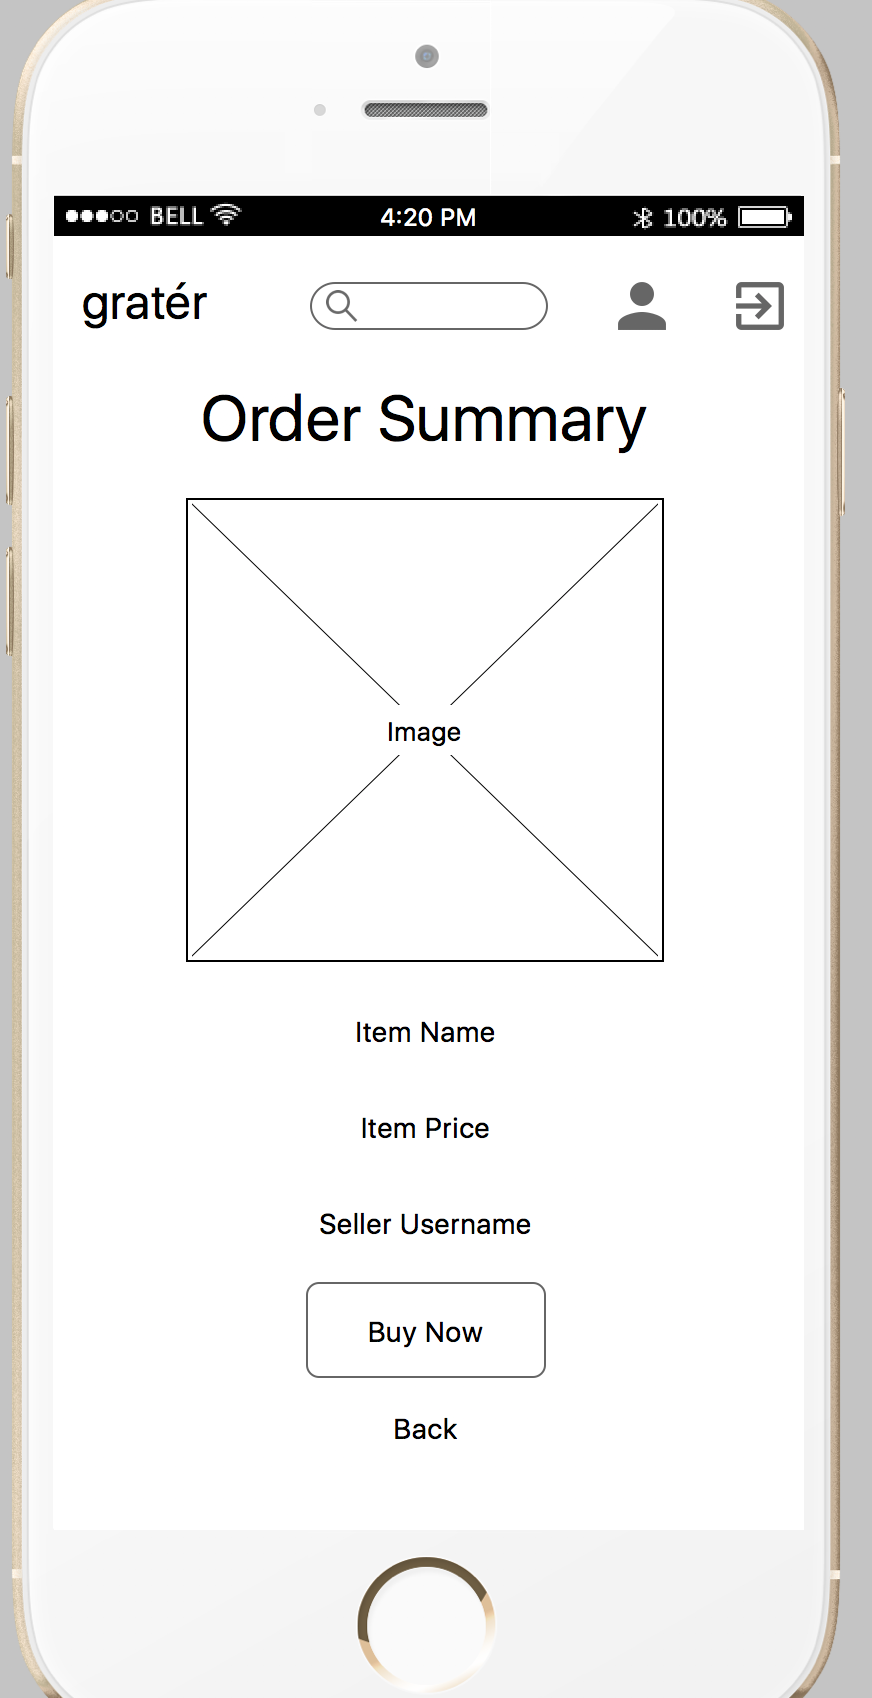 BELL 4:20 PM 100%
gratér
Order Summary
Image
Item Name
Item Price
Seller Username
Buy Now
Back